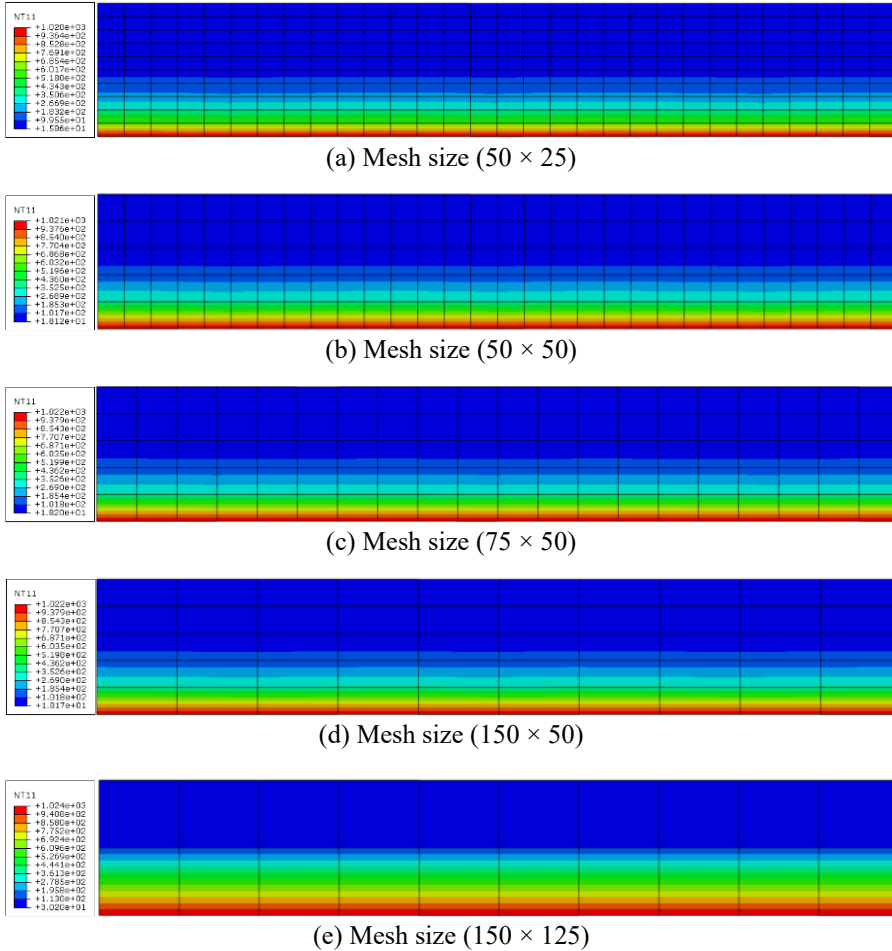 NT11
+1.020e+03
+9.364e+02
+8.528e+02
+7.691e+02
+6.854e+02
+6.017e+02
+5.180e+02
+4.343e+02
+3.506e+02
+2.669e+02
+1.832e+02
+9.955e+01
+1.586e+01
(a) Mesh size (50 × 25)
NT11
+1.021e+03
+9.376e+02
+8.540e+02
+7.704e+02
+6.868e+02
+6.032e+02
+5.196e+02
+4.360e+02
+3.525e+02
+2.689e+02
+1.853e+02
+1.017e+02
+1.812e+01
(b) Mesh size (50 × 50)
NT11
+1.022e+03
+9.379e+02
+8.543e+02
+7.707e+02
+6.871e+02
+6.035e+02
+5.199e+02
+4.362e+02
+3.526e+02
+2.690e+02
+1.854e+02
+1.018e+02
+1.820e+01
(c) Mesh size (75 × 50)
NT11
+1.022e+03
+9.379e+02
+8.543e+02
+7.707e+02
+6.871e+02
+6.035e+02
+5.198e+02
+4.362e+02
+3.526e+02
+2.690e+02
+1.854e+02
+1.018e+02
+1.817e+01
(d) Mesh size (150 × 50)
NT11
+1.024e+03
+9.408e+02
+8.580e+02
+7.752e+02
+6.924e+02
+6.096e+02
+5.269e+02
+4.441e+02
+3.613e+02
+2.785e+02
+1.958e+02
+1.130e+02
+3.020e+01
(e) Mesh size (150 × 125)